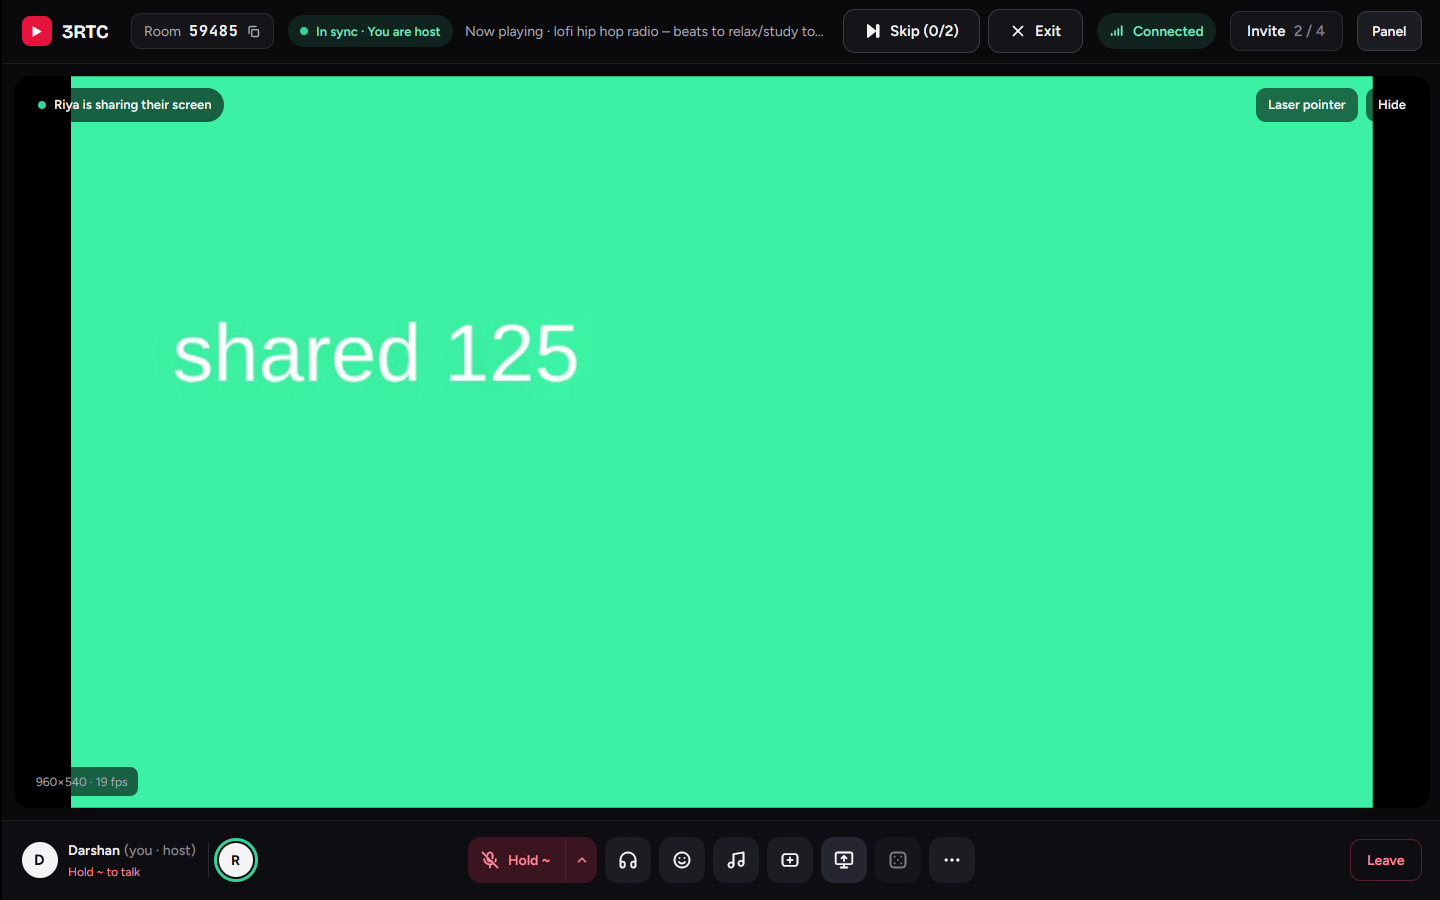 3RTC
Room 59485
In sync · You are host
Now playing · lofi hip hop radio – beats to relax/study to...
Skip (0/2)
Exit
Connected
Invite 2 / 4
Panel
Riya is sharing their screen
Laser pointer
Hide
shared 125
960×540 · 19 fps
D
Darshan (you · host)
Hold ~ to talk
R
Hold ~
Leave